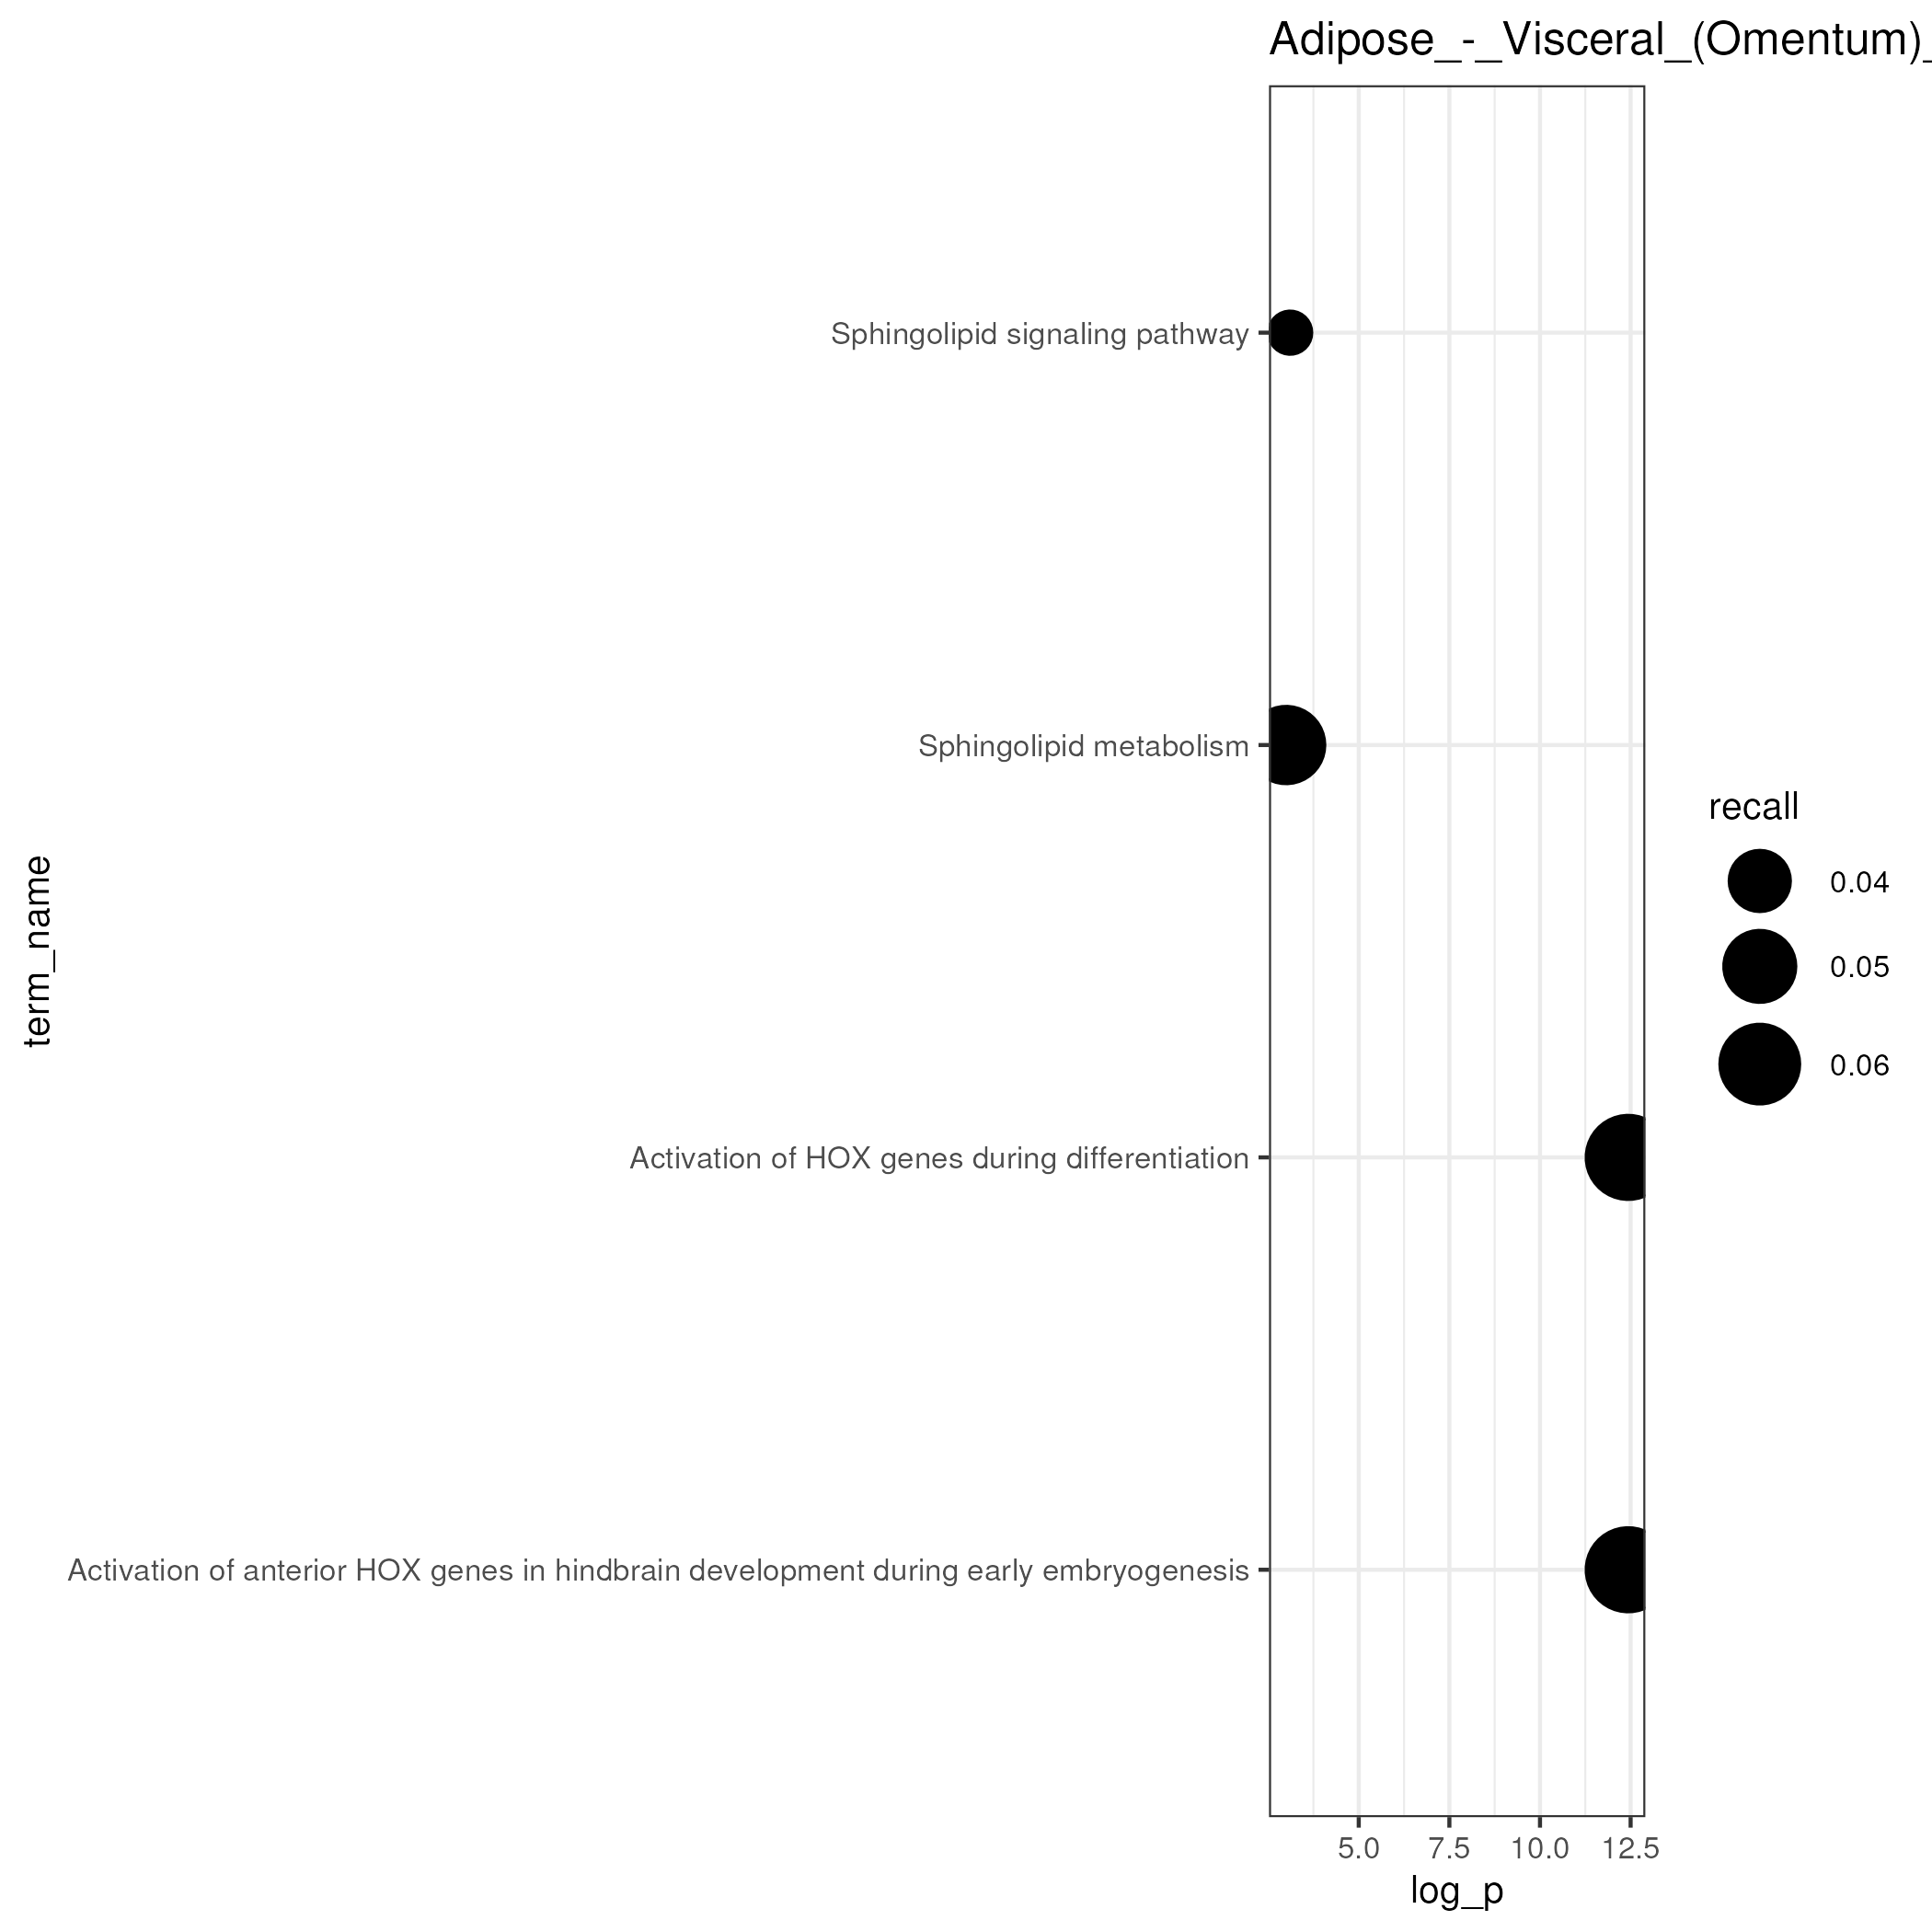 Adipose_-_Visceral_(Omentum)_
Sphingolipid signaling pathway
Sphingolipid metabolism
Activation of HOX genes during differentiation
Activation of anterior HOX genes in hindbrain development during early embryogenesis
term_name
5.0 7.5 10.0 12.5
log_p
recall
0.04
0.05
0.06